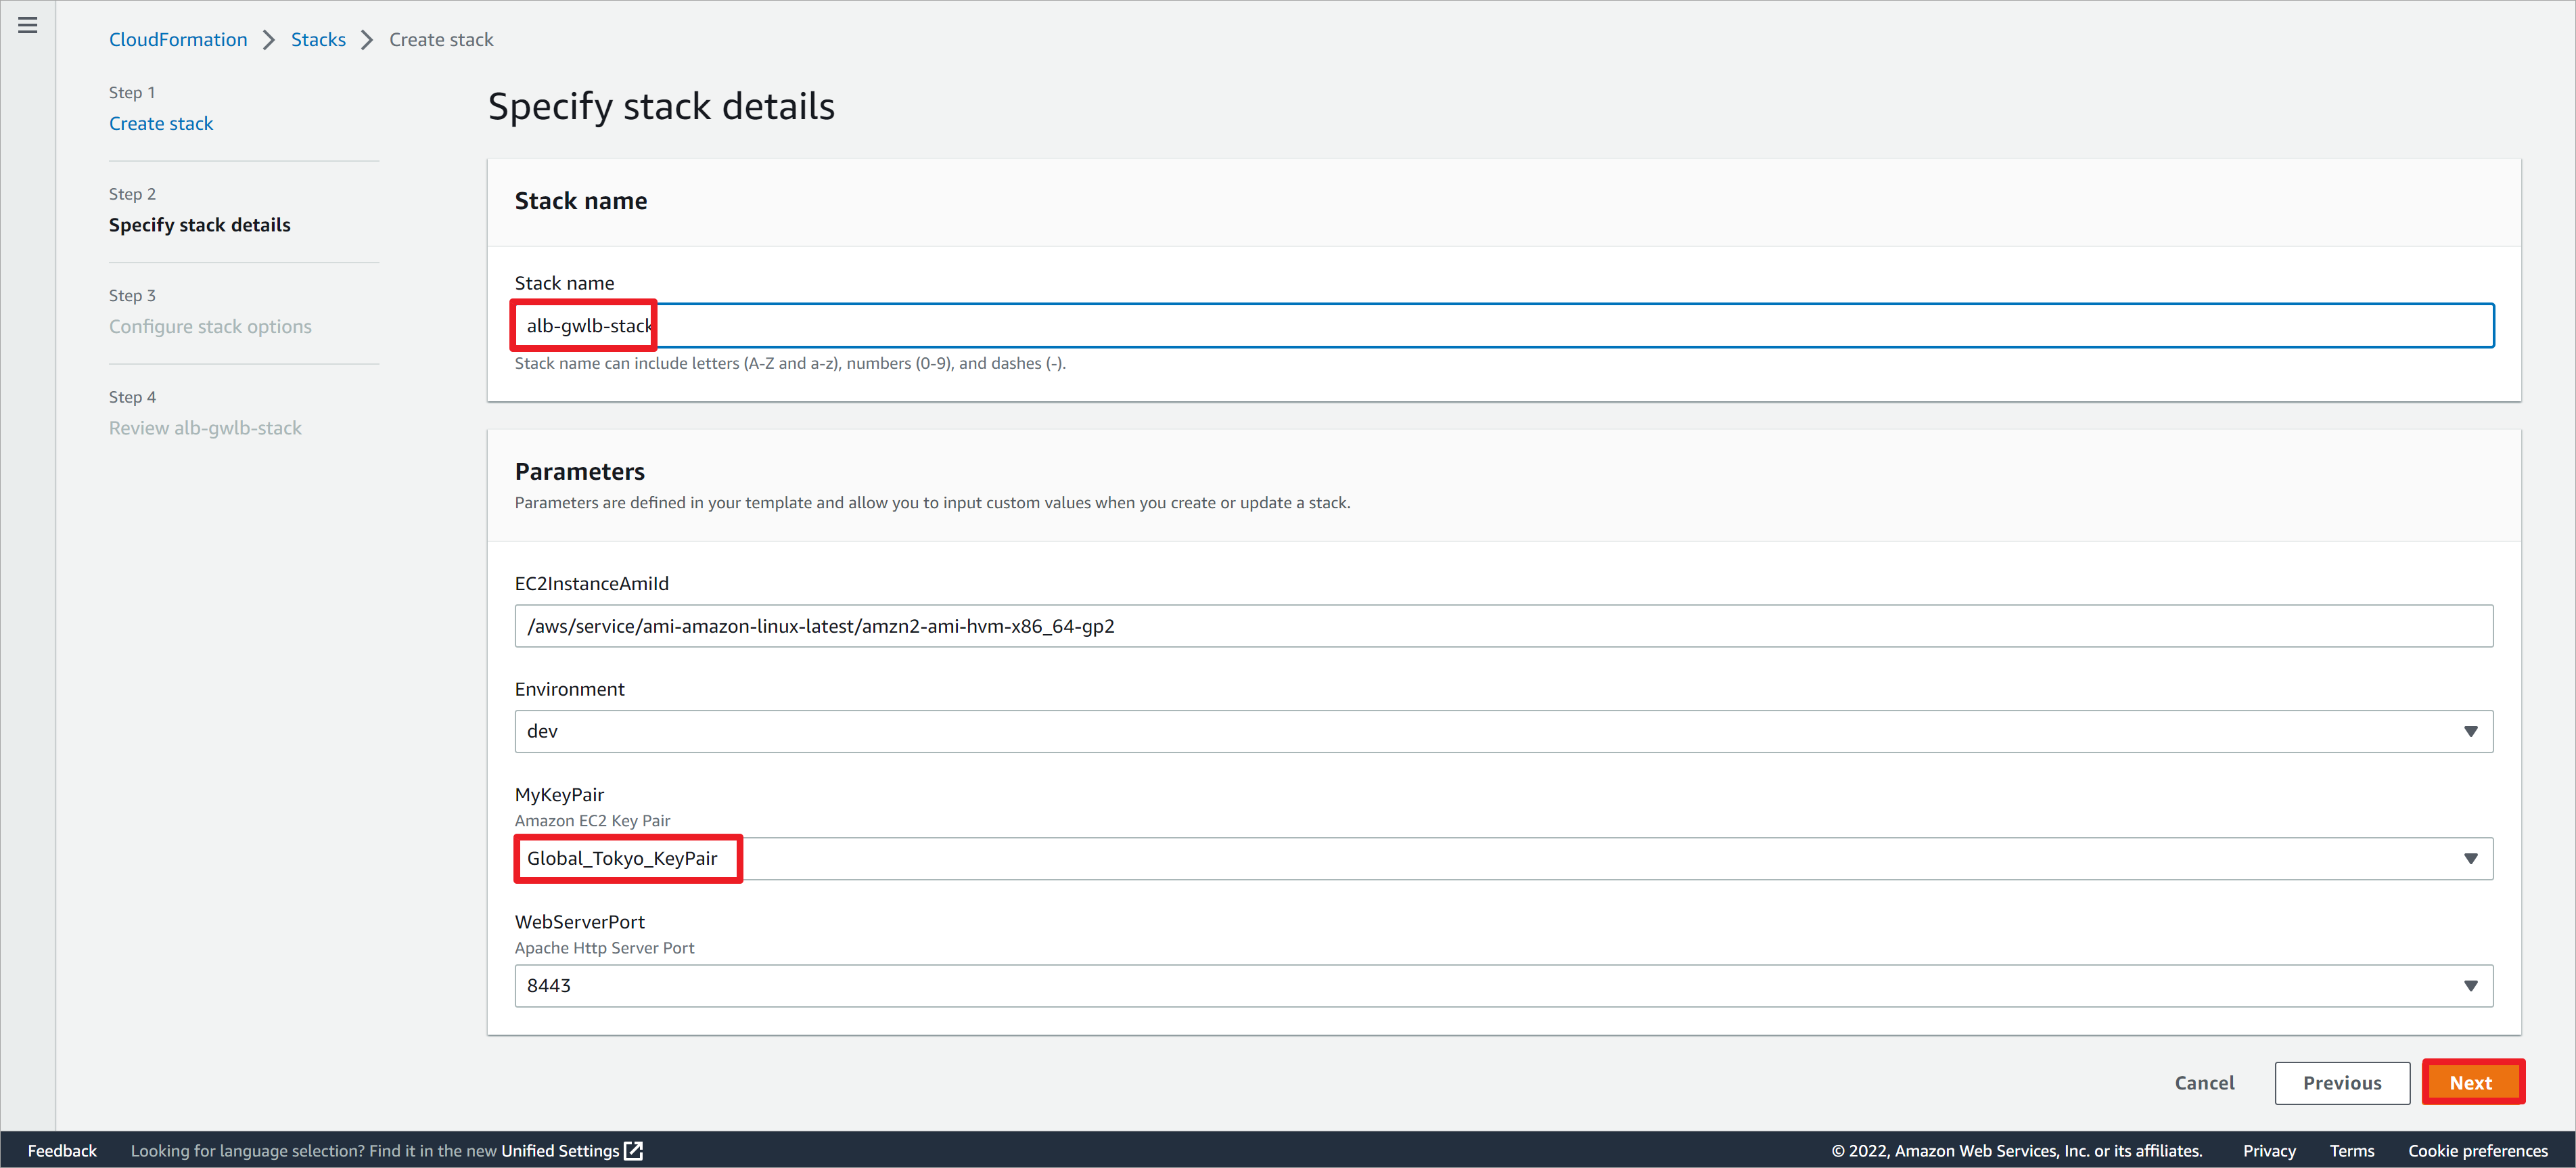 CloudFormation > Stacks > Create stack
Step 1
Create stack
Step 2
Specify stack details
Step 3
Configure stack options
Step 4
Review alb-gwlb-stack
Specify stack details
Stack name
Stack name
alb-gwlb-stack
Stack name can include letters (A-Z and a-z), numbers (0-9), and dashes (-).
Parameters
Parameters are defined in your template and allow you to input custom values when you create or update a stack.
EC2InstanceAmiId
/aws/service/ami-amazon-linux-latest/amzn2-ami-hvm-x86_64-gp2
Environment
dev
MyKeyPair
Amazon EC2 Key Pair
Global_Tokyo_KeyPair
WebServerPort
Apache Http Server Port
8443
Cancel Previous Next
Feedback Looking for language selection? Find it in the new Unified Settings © 2022, Amazon Web Services, Inc. or its affiliates. Privacy Terms Cookie preferences